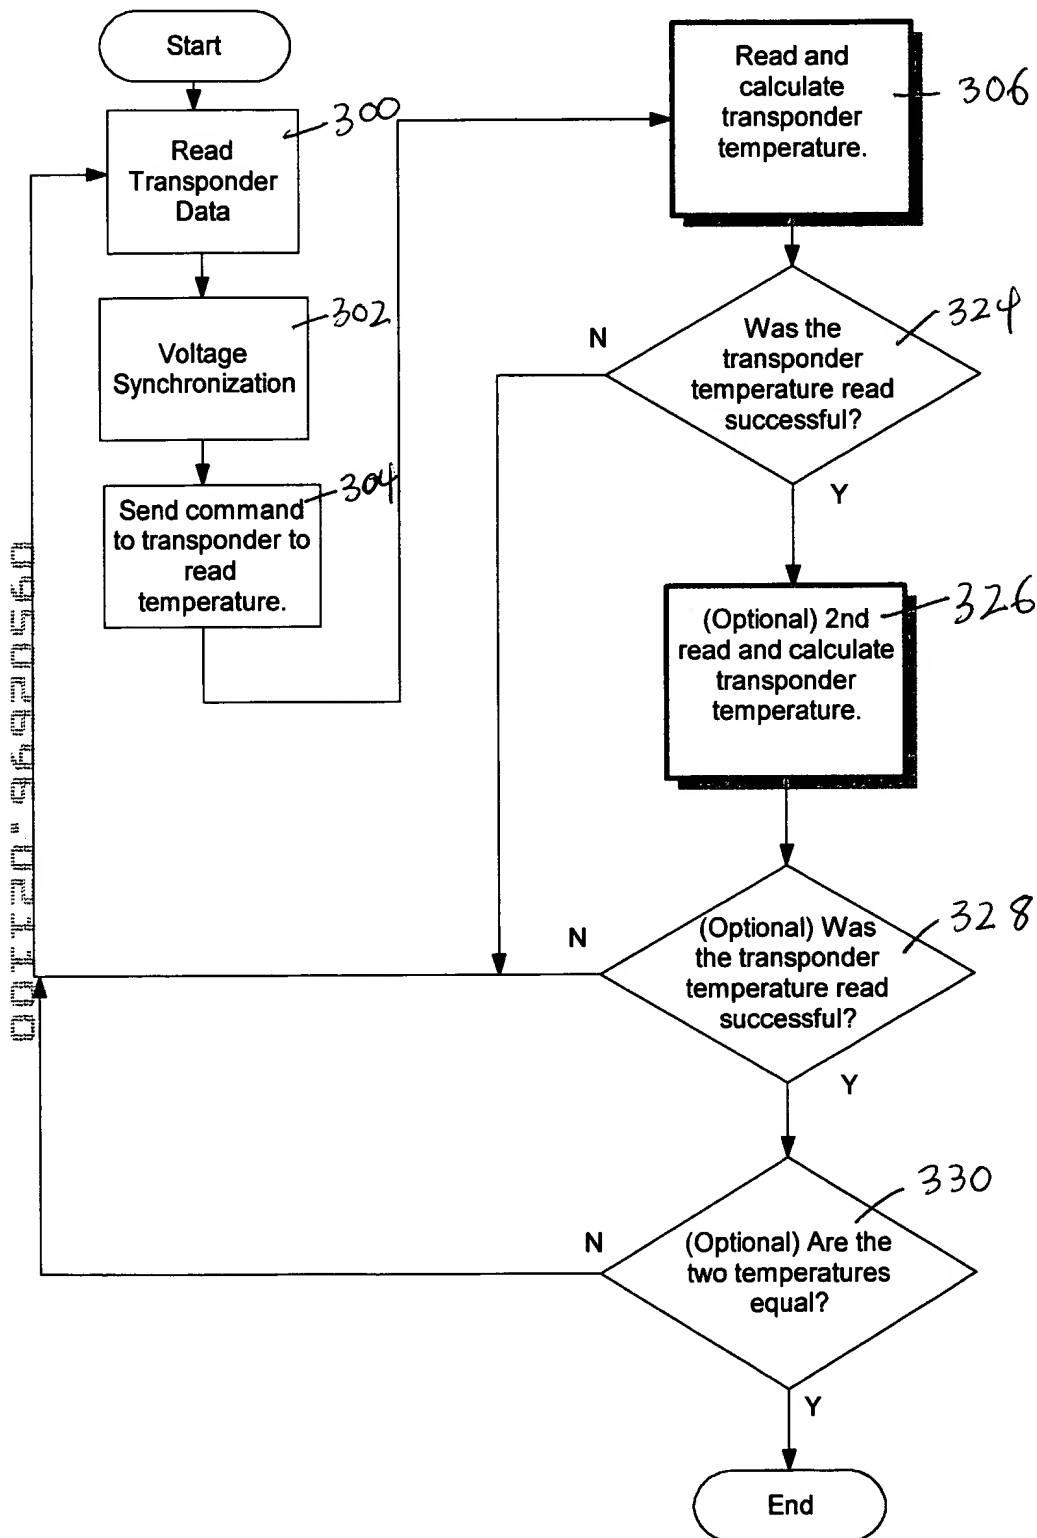 Start
Read
Transponder
Data
300
Voltage
Synchronization
302
Send command
to transponder to
read
temperature.
304
Read and
calculate
transponder
temperature.
306
Was the
transponder
temperature read
successful?
324
N
Y
(Optional) 2nd
read and calculate
transponder
temperature.
326
(Optional) Was
the transponder
temperature read
successful?
328
N
Y
(Optional) Are the
two temperatures
equal?
330
N
Y
End
09502696.021100